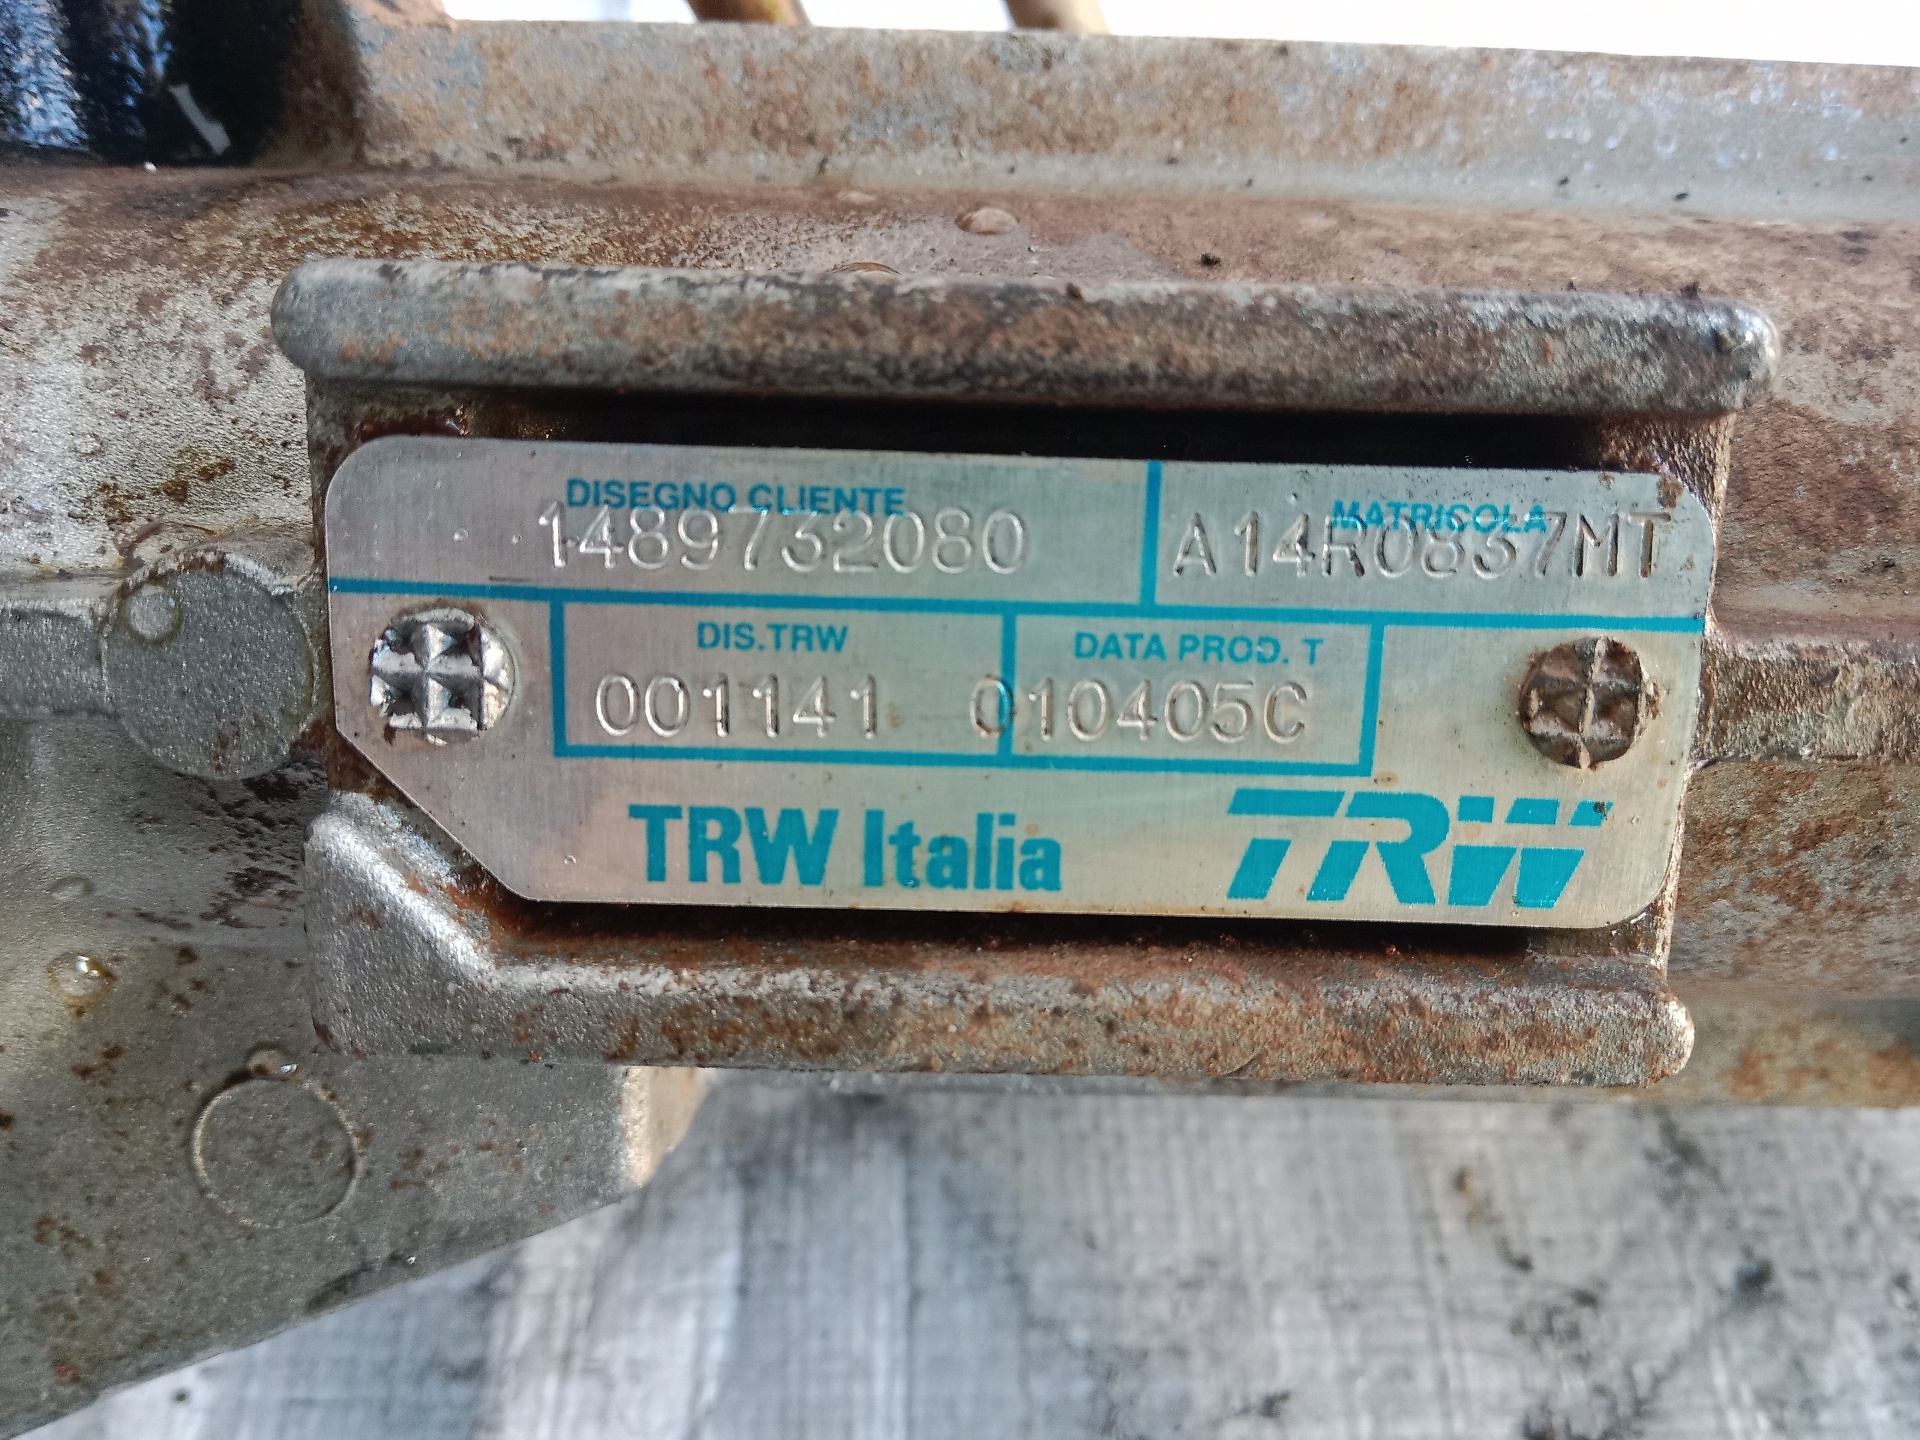 DISEGNO CLIENTE MATRICOLA
1489732080 A14R0837MT
DIS.TRW DATA PROD. T
001141 010405C
TRW Italia TRW